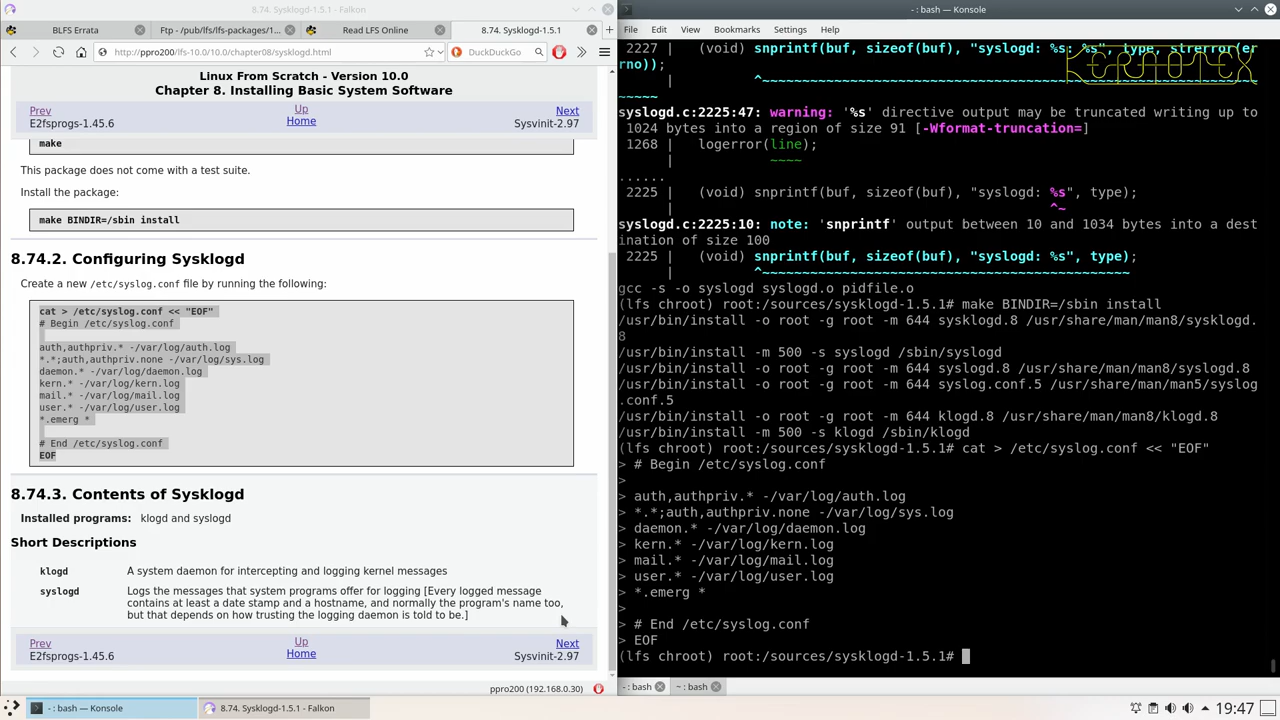 8.74. Sysklogd-1.5.1 - Falkon
BLFS Errata
Ftp - /pub/lfs/lfs-packages/1...
Read LFS Online
8.74. Sysklogd-1.5.1
http://ppro200/lfs-10.0/10.0/chapter08/sysklogd.html
DuckDuckGo
Linux From Scratch - Version 10.0
Chapter 8. Installing Basic System Software
Prev
Up
Next
E2fsprogs-1.45.6
Home
Sysvinit-2.97
make
This package does not come with a test suite.
Install the package:
make BINDIR=/sbin install
8.74.2. Configuring Sysklogd
Create a new /etc/syslog.conf file by running the following:
cat > /etc/syslog.conf << "EOF"
# Begin /etc/syslog.conf
auth,authpriv.* -/var/log/auth.log
*.*;auth,authpriv.none -/var/log/sys.log
daemon.* -/var/log/daemon.log
kern.* -/var/log/kern.log
mail.* -/var/log/mail.log
user.* -/var/log/user.log
*.emerg *
# End /etc/syslog.conf
EOF
8.74.3. Contents of Sysklogd
Installed programs: klogd and syslogd
Short Descriptions
A system daemon for intercepting and logging kernel messages
syslogd
Logs the messages that system programs offer for logging [Every logged message
contains at least a date stamp and a hostname, and normally the program's name too,
but that depends on how trusting the logging daemon is told to be.]
Prev
Up
Next
E2fsprogs-1.45.6
Home
Sysvinit-2.97
ppro200 (192.168.0.30)
- : bash — Konsole
File Edit View Bookmarks Settings Help
2227 | (void) snprintf(buf, sizeof(buf), "syslogd: %s: %s", type, strerror(er
rno));
| ^~~~~~~~~~~~~~~~~~~~~~~~~~~~~~~~~~~~~~~~~~~~~~~~~~~~~~~~~~~~~~
~~~~~
KERNOTEX
syslogd.c:2225:47: warning: '%s' directive output may be truncated writing up to
1024 bytes into a region of size 91 [-Wformat-truncation=]
1268 | logerror(line);
| ~~~~
......
2225 | (void) snprintf(buf, sizeof(buf), "syslogd: %s", type);
| ^~
syslogd.c:2225:10: note: 'snprintf' output between 10 and 1034 bytes into a dest
ination of size 100
2225 | (void) snprintf(buf, sizeof(buf), "syslogd: %s", type);
| ^~~~~~~~~~~~~~~~~~~~~~~~~~~~~~~~~~~~~~~~~~~~~~
gcc -s -o syslogd syslogd.o pidfile.o
(lfs chroot) root:/sources/sysklogd-1.5.1# make BINDIR=/sbin install
/usr/bin/install -o root -g root -m 644 sysklogd.8 /usr/share/man/man8/sysklogd.
8
/usr/bin/install -m 500 -s syslogd /sbin/syslogd
/usr/bin/install -o root -g root -m 644 syslogd.8 /usr/share/man/man8/syslogd.8
/usr/bin/install -o root -g root -m 644 syslog.conf.5 /usr/share/man/man5/syslog
.conf.5
/usr/bin/install -o root -g root -m 644 klogd.8 /usr/share/man/man8/klogd.8
/usr/bin/install -m 500 -s klogd /sbin/klogd
(lfs chroot) root:/sources/sysklogd-1.5.1# cat > /etc/syslog.conf << "EOF"
> # Begin /etc/syslog.conf
>
> auth,authpriv.* -/var/log/auth.log
> *.*;auth,authpriv.none -/var/log/sys.log
> daemon.* -/var/log/daemon.log
> kern.* -/var/log/kern.log
> mail.* -/var/log/mail.log
> user.* -/var/log/user.log
> *.emerg *
>
> # End /etc/syslog.conf
> EOF
(lfs chroot) root:/sources/sysklogd-1.5.1#
- : bash
~ : bash
- : bash — Konsole
8.74. Sysklogd-1.5.1 - Falkon
19:47